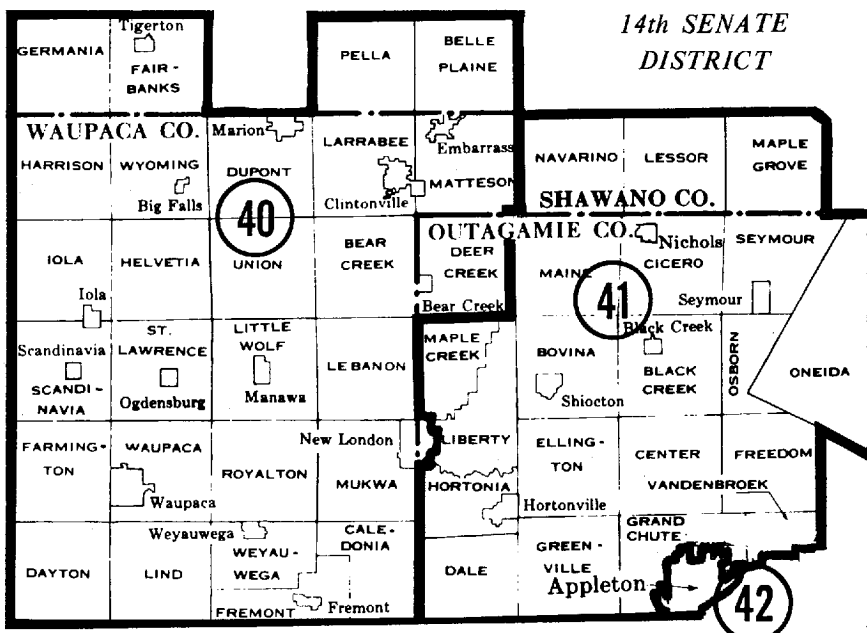 14th SENATE
DISTRICT
Tigerton
GERMANIA
FAIR-
BANKS
PELLA
BELLE
PLAINE
WAUPACA CO.
Marion
LARRABEE
Embarrass
HARRISON
WYOMING
DUPONT
MATTESON
NAVARINO
LESSOR
MAPLE
GROVE
Big Falls
Clintonville
SHAWANO CO.
40
OUTAGAMIE CO.
Nichols
IOLA
HELVETIA
UNION
BEAR
CREEK
DEER
CREEK
MAINE
CICERO
SEYMOUR
Iola
Bear Creek
41
Seymour
Scandinavia
ST.
LAWRENCE
LITTLE
WOLF
LEBANON
MAPLE
CREEK
BOVINA
Black Creek
BLACK
CREEK
OSBORN
ONEIDA
SCANDI-
NAVIA
Ogdensburg
Manawa
Shiocton
New London
LIBERTY
FARMING-
TON
WAUPACA
ROYALTON
MUKWA
HORTONIA
ELLING-
TON
CENTER
FREEDOM
VANDENBROEK
Waupaca
Hortonville
Weyauwega
CALE-
DONIA
GRAND
CHUTE
DAYTON
LIND
WEYAU-
WEGA
DALE
GREEN-
VILLE
Appleton
FREMONT
Fremont
42